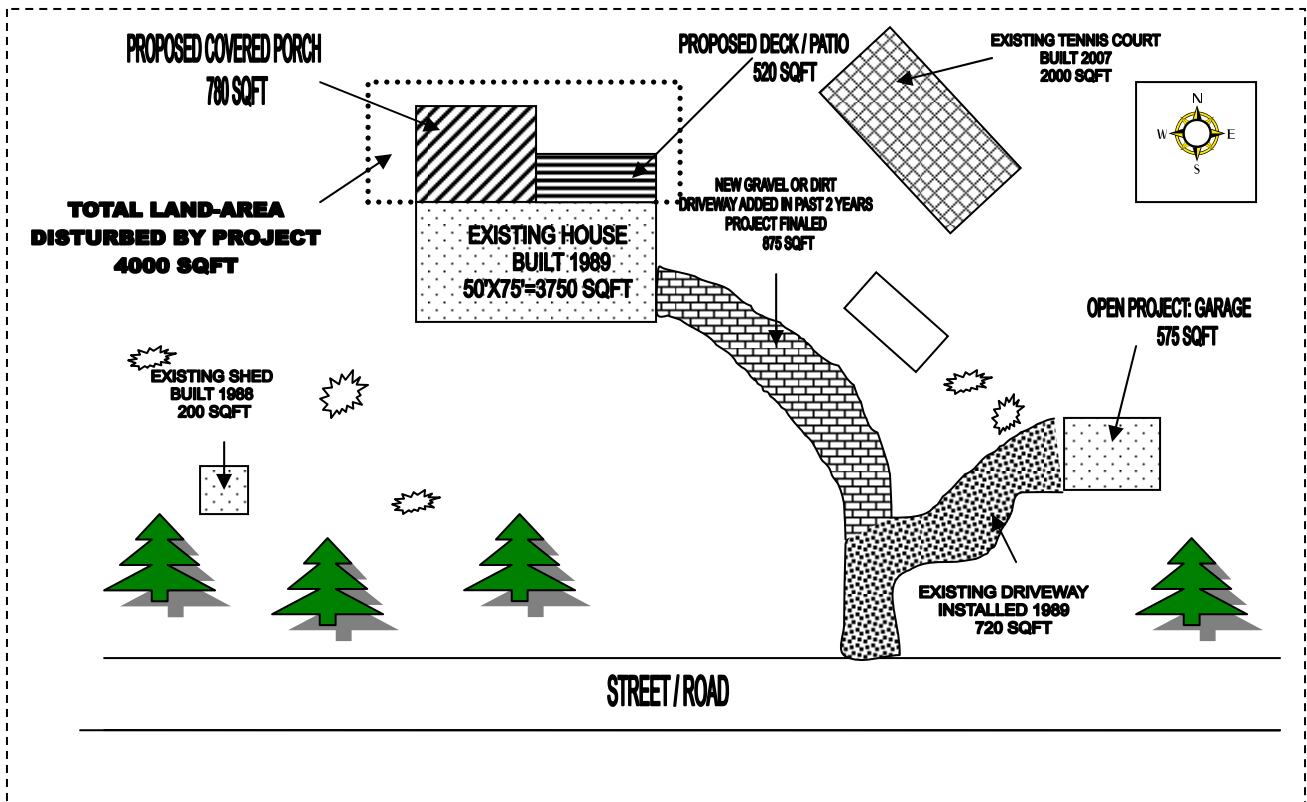 PROPOSED COVERED PORCH
780 SQFT
PROPOSED DECK / PATIO
520 SQFT
EXISTING TENNIS COURT
BUILT 2007
2000 SQFT
N
W
E
S
TOTAL LAND-AREA
DISTURBED BY PROJECT
4000 SQFT
NEW GRAVEL OR DIRT
DRIVEWAY ADDED IN PAST 2 YEARS
PROJECT FINALED
875 SQFT
EXISTING HOUSE
BUILT 1989
50'X75'=3750 SQFT
OPEN PROJECT: GARAGE
575 SQFT
EXISTING SHED
BUILT 1988
200 SQFT
EXISTING DRIVEWAY
INSTALLED 1989
720 SQFT
STREET / ROAD